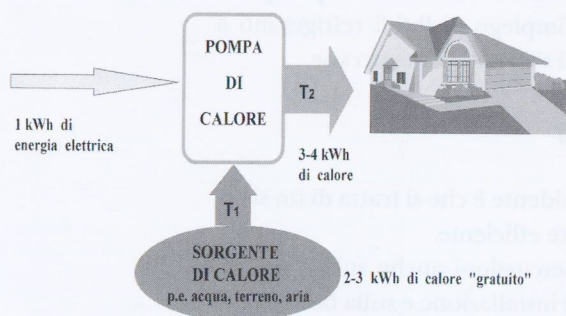 POMPA
DI
CALORE
1 kWh di
energia elettrica
T2
3-4 kWh
di calore
T1
SORGENTE
DI CALORE
p.e. acqua, terreno, aria
2-3 kWh di calore "gratuito"